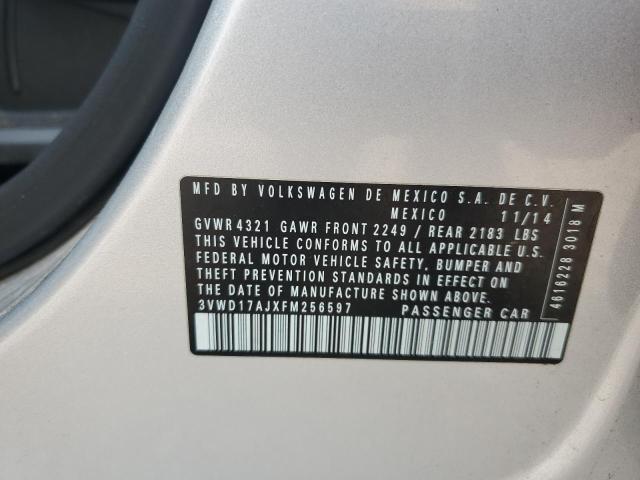 MFD BY VOLKSWAGEN DE MEXICO S.A. DE C.V.
MEXICO 11/14
GVWR 4321 GAWR FRONT 2249 / REAR 2183 LBS
THIS VEHICLE CONFORMS TO ALL APPLICABLE U.S.
FEDERAL MOTOR VEHICLE SAFETY, BUMPER AND
THEFT PREVENTION STANDARDS IN EFFECT ON
THE DATE OF MANUFACTURE SHOWN ABOVE.
3VWD17AJXFM256597 PASSENGER CAR
4616228 3018 M